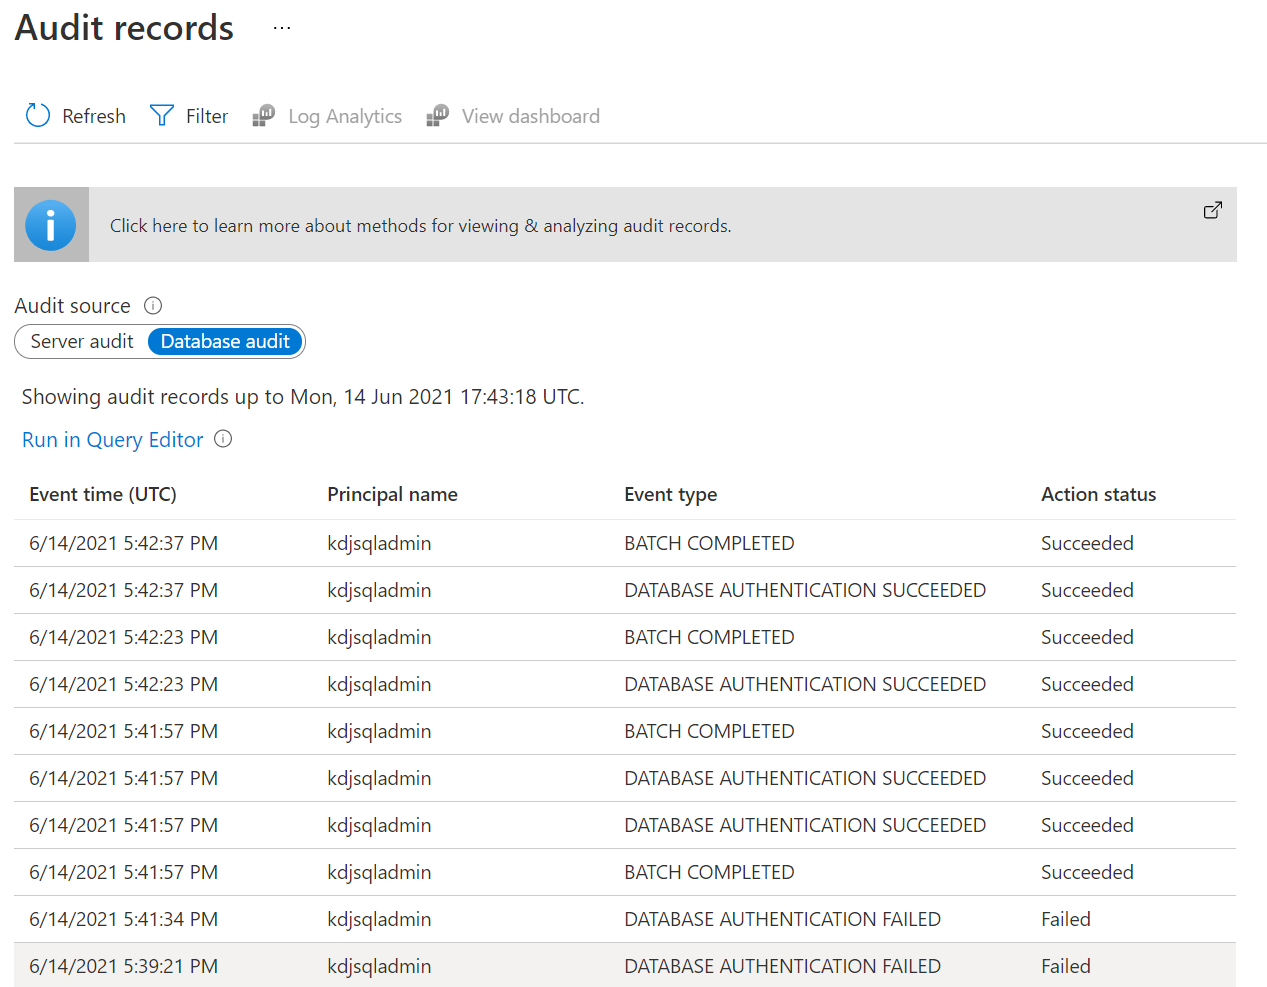 Audit records ...
Refresh Filter Log Analytics View dashboard
Click here to learn more about methods for viewing & analyzing audit records.
Audit source
Server audit Database audit
Showing audit records up to Mon, 14 Jun 2021 17:43:18 UTC.
Run in Query Editor
Event time (UTC) Principal name Event type Action status
6/14/2021 5:42:37 PM kdjsqladmin BATCH COMPLETED Succeeded
6/14/2021 5:42:37 PM kdjsqladmin DATABASE AUTHENTICATION SUCCEEDED Succeeded
6/14/2021 5:42:23 PM kdjsqladmin BATCH COMPLETED Succeeded
6/14/2021 5:42:23 PM kdjsqladmin DATABASE AUTHENTICATION SUCCEEDED Succeeded
6/14/2021 5:41:57 PM kdjsqladmin BATCH COMPLETED Succeeded
6/14/2021 5:41:57 PM kdjsqladmin DATABASE AUTHENTICATION SUCCEEDED Succeeded
6/14/2021 5:41:57 PM kdjsqladmin DATABASE AUTHENTICATION SUCCEEDED Succeeded
6/14/2021 5:41:57 PM kdjsqladmin BATCH COMPLETED Succeeded
6/14/2021 5:41:34 PM kdjsqladmin DATABASE AUTHENTICATION FAILED Failed
6/14/2021 5:39:21 PM kdjsqladmin DATABASE AUTHENTICATION FAILED Failed